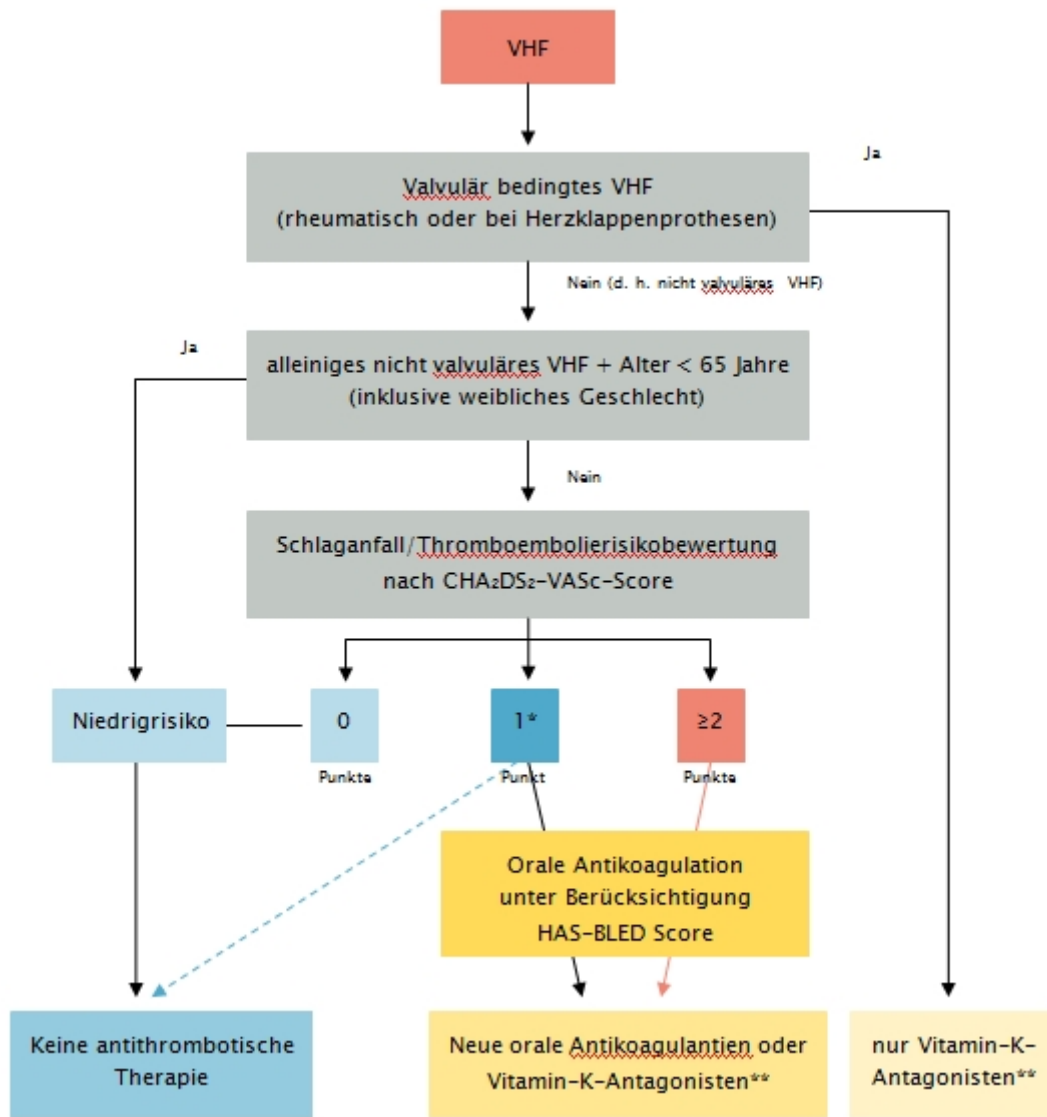 VHF
Ja
Valvulär bedingtes VHF
(rheumatisch oder bei Herzklappenprothesen)
Nein (d. h. nicht valvuläres VHF)
Ja
alleiniges nicht valvuläres VHF + Alter < 65 Jahre
(inklusive weibliches Geschlecht)
Nein
Schlaganfall/Thromboembolierisikobewertung
nach CHA₂DS₂-VASc-Score
Niedrigrisiko
0
1*
≥2
Punkte
Punkt
Punkte
Orale Antikoagulation
unter Berücksichtigung
HAS-BLED Score
Keine antithrombotische
Therapie
Neue orale Antikoagulantien oder
Vitamin-K-Antagonisten**
nur Vitamin-K-
Antagonisten**